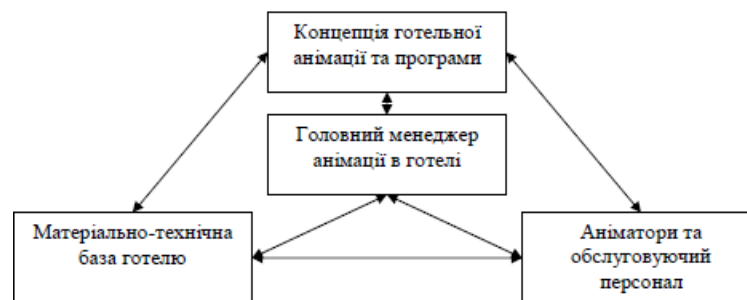 Концепція готельної
анімації та програми
Головний менеджер
анімації в готелі
Матеріально-технічна
база готелю
Аніматори та
обслуговуючий
персонал